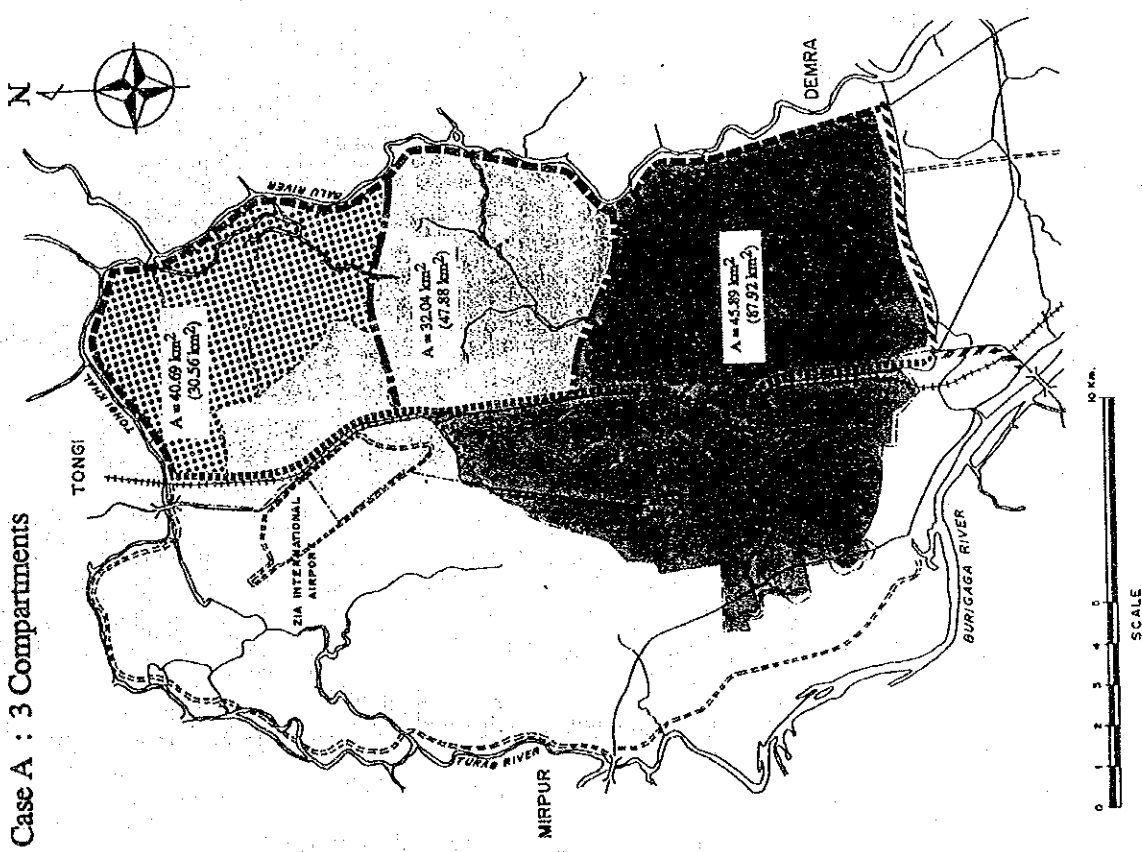 Case A : 3 Compartments
N
TONGI
TONGI KHAL
BALU RIVER
A = 40.69 km²
(30.56 km²)
ZIA INTERNATIONAL
AIRPORT
A = 32.04 km²
(47.88 km²)
DEMRA
A = 45.89 km²
(87.92 km²)
TURAG RIVER
MIRPUR
BURIGAGA RIVER
0 1 2 3 4 5 10 Km.
SCALE